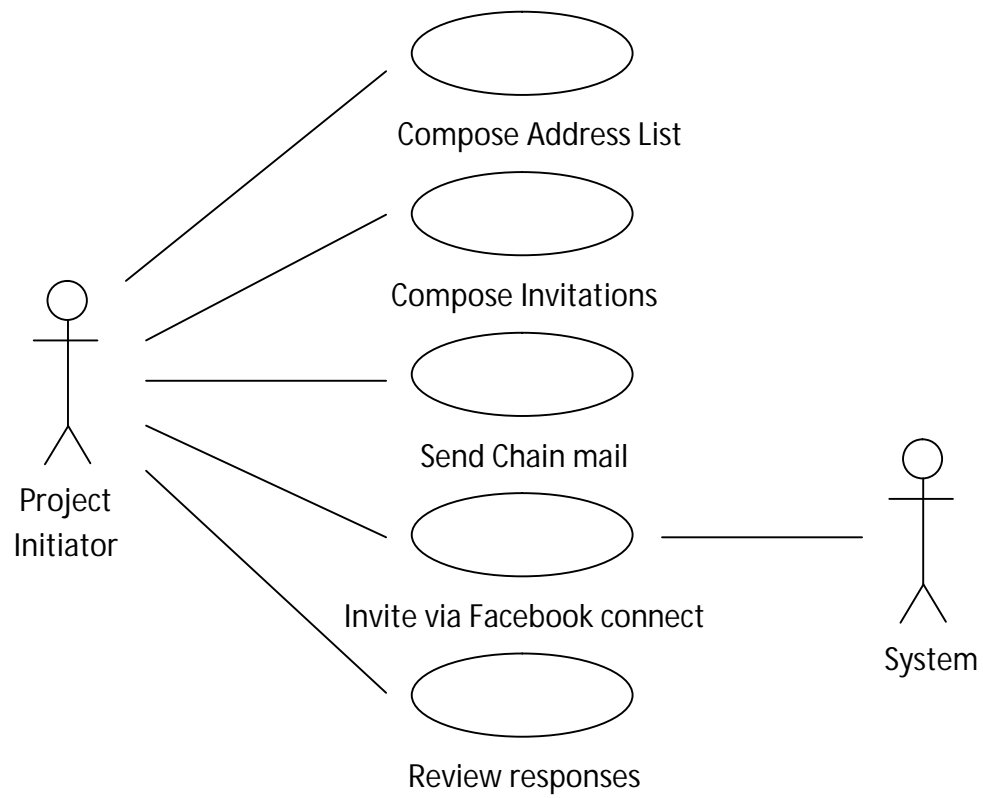 Compose Address List
Compose Invitations
Send Chain mail
Project
Initiator
Invite via Facebook connect
System
Review responses